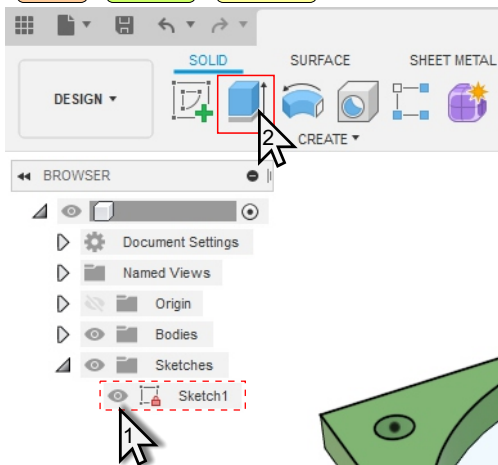 SOLID SURFACE SHEET METAL
DESIGN ▾
2
CREATE ▾
BROWSER
Document Settings
Named Views
Origin
Bodies
Sketches
Sketch1
1